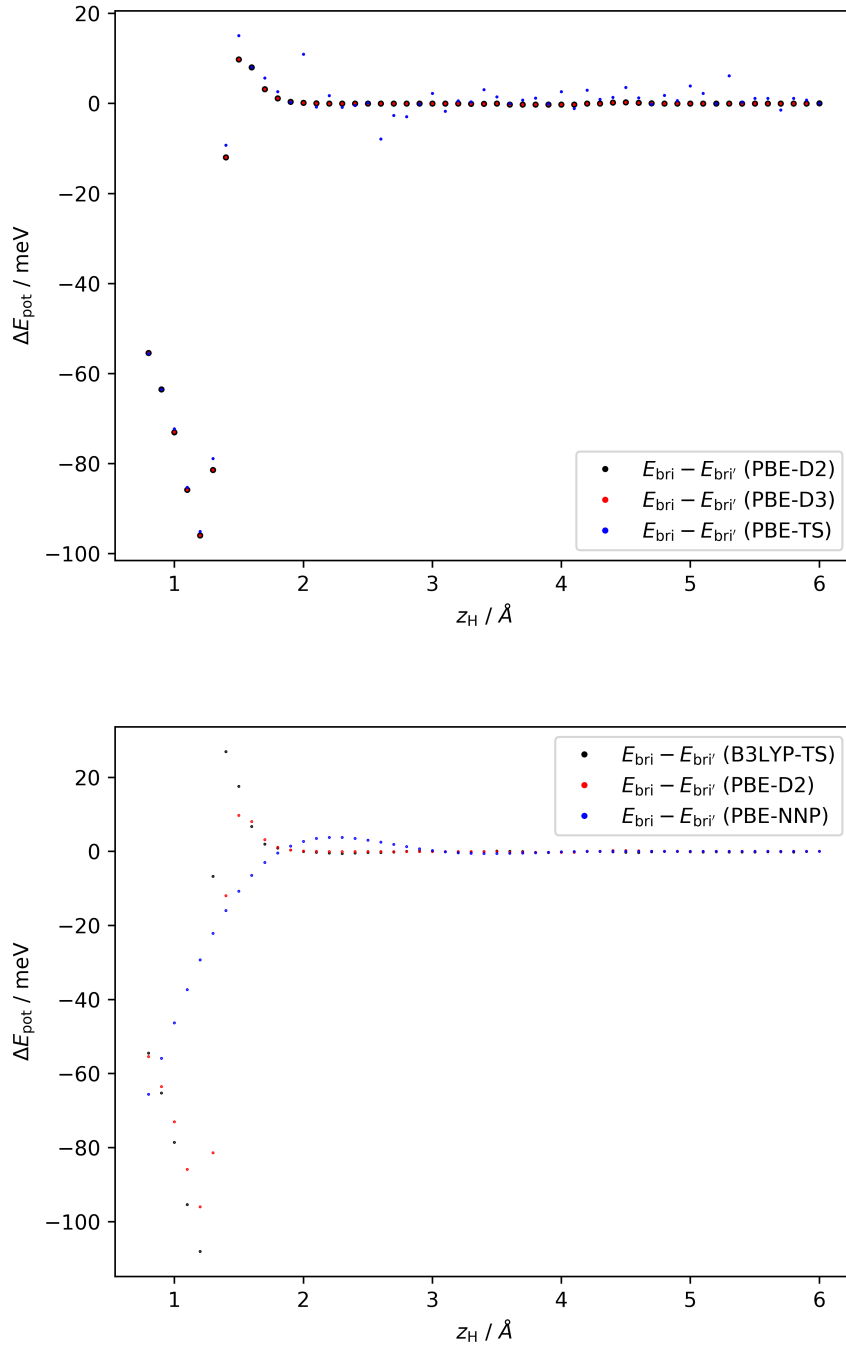 20
0
−20
−40
−60
−80
−100
ΔE_pot / meV
E_bri − E_bri′ (PBE-D2)
E_bri − E_bri′ (PBE-D3)
E_bri − E_bri′ (PBE-TS)
1 2 3 4 5 6
z_H / Å
20
0
−20
−40
−60
−80
−100
ΔE_pot / meV
E_bri − E_bri′ (B3LYP-TS)
E_bri − E_bri′ (PBE-D2)
E_bri − E_bri′ (PBE-NNP)
1 2 3 4 5 6
z_H / Å